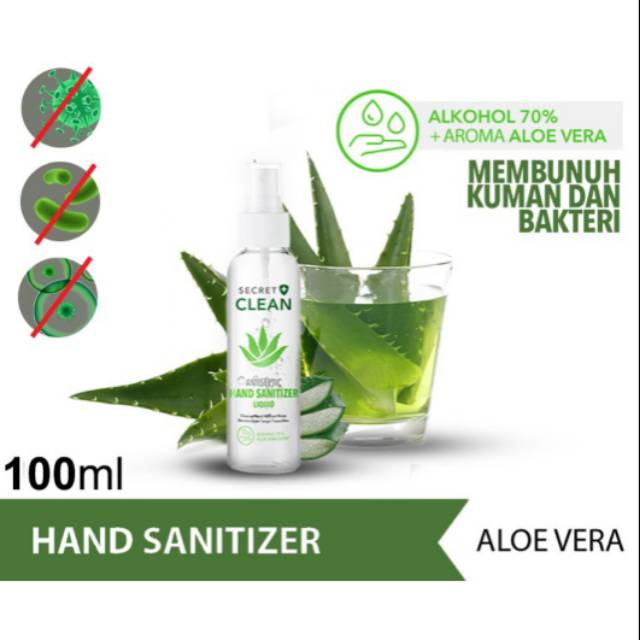 ALKOHOL 70%
+ AROMA ALOE VERA
MEMBUNUH
KUMAN DAN
BAKTERI
SECRET
CLEAN
HAND SANITIZER
LIQUID
100ml
HAND SANITIZER
ALOE VERA